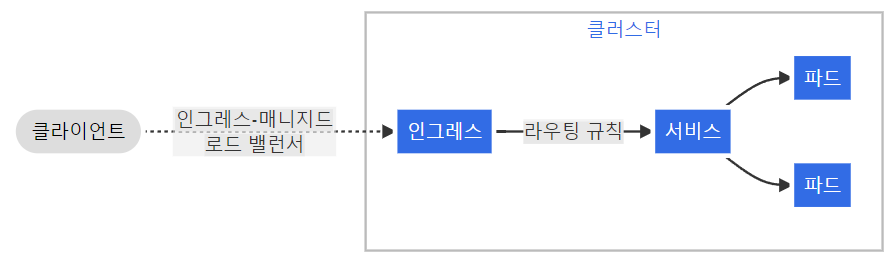 클러스터
클라이언트
인그레스-매니지드
로드 밸런서
인그레스
라우팅 규칙
서비스
파드
파드